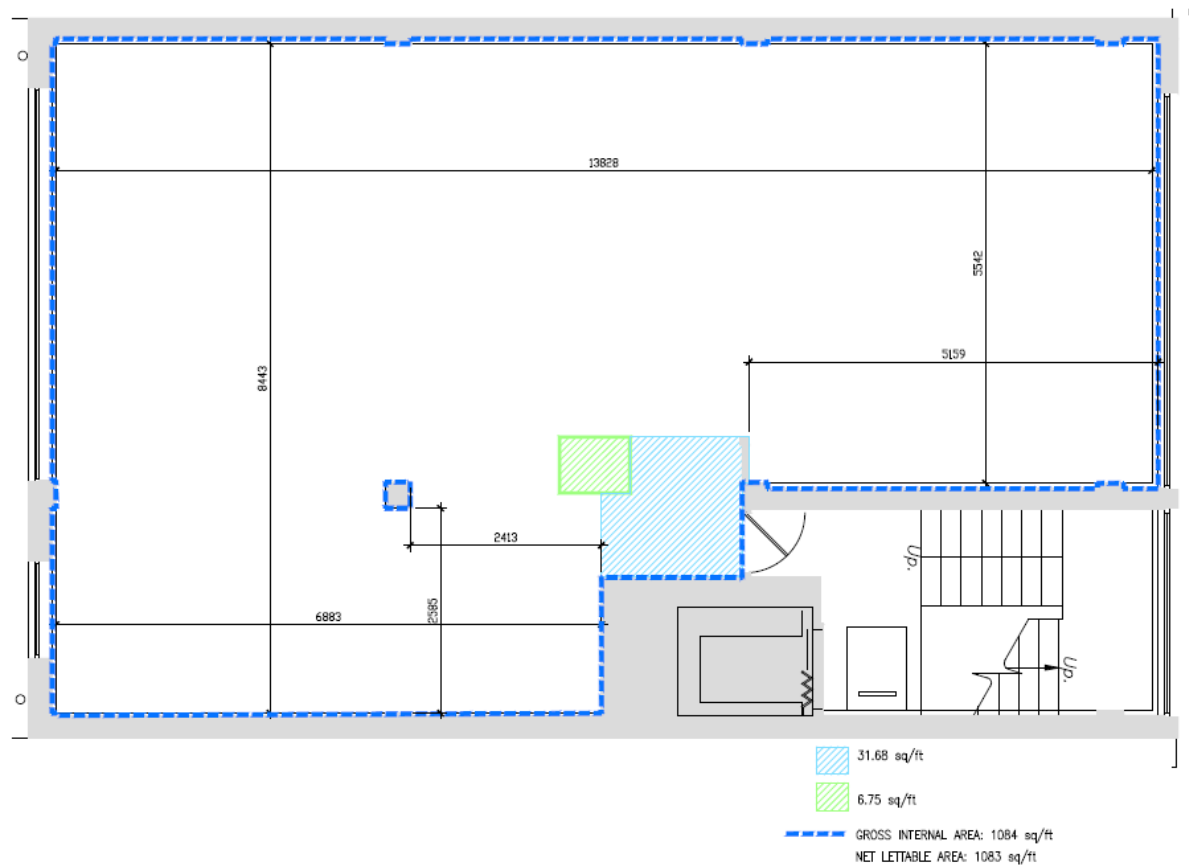 13828
5542
5159
8443
2413
2585
6883
Up.
Up.
31.68 sq/ft
6.75 sq/ft
GROSS INTERNAL AREA: 1084 sq/ft
NET LETTABLE AREA: 1083 sq/ft